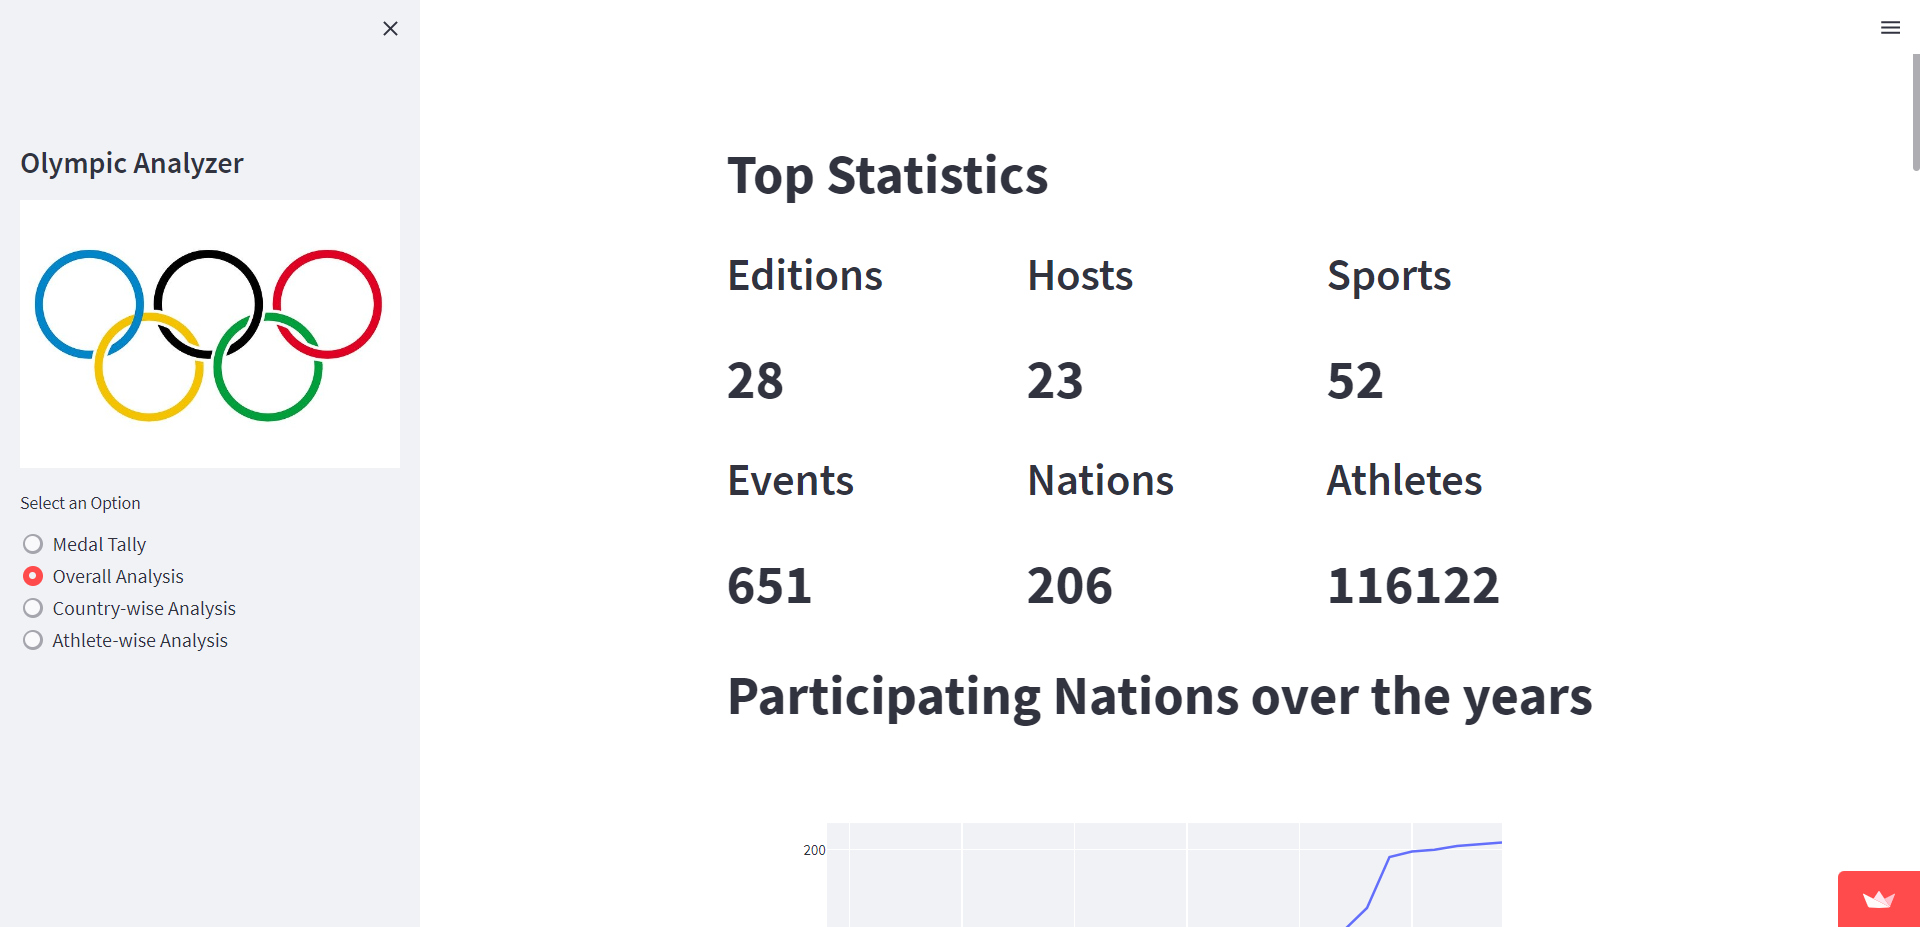 Olympic Analyzer
Select an Option
Medal Tally
Overall Analysis
Country-wise Analysis
Athlete-wise Analysis
Top Statistics
Editions Hosts Sports
28 23 52
Events Nations Athletes
651 206 116122
Participating Nations over the years
200